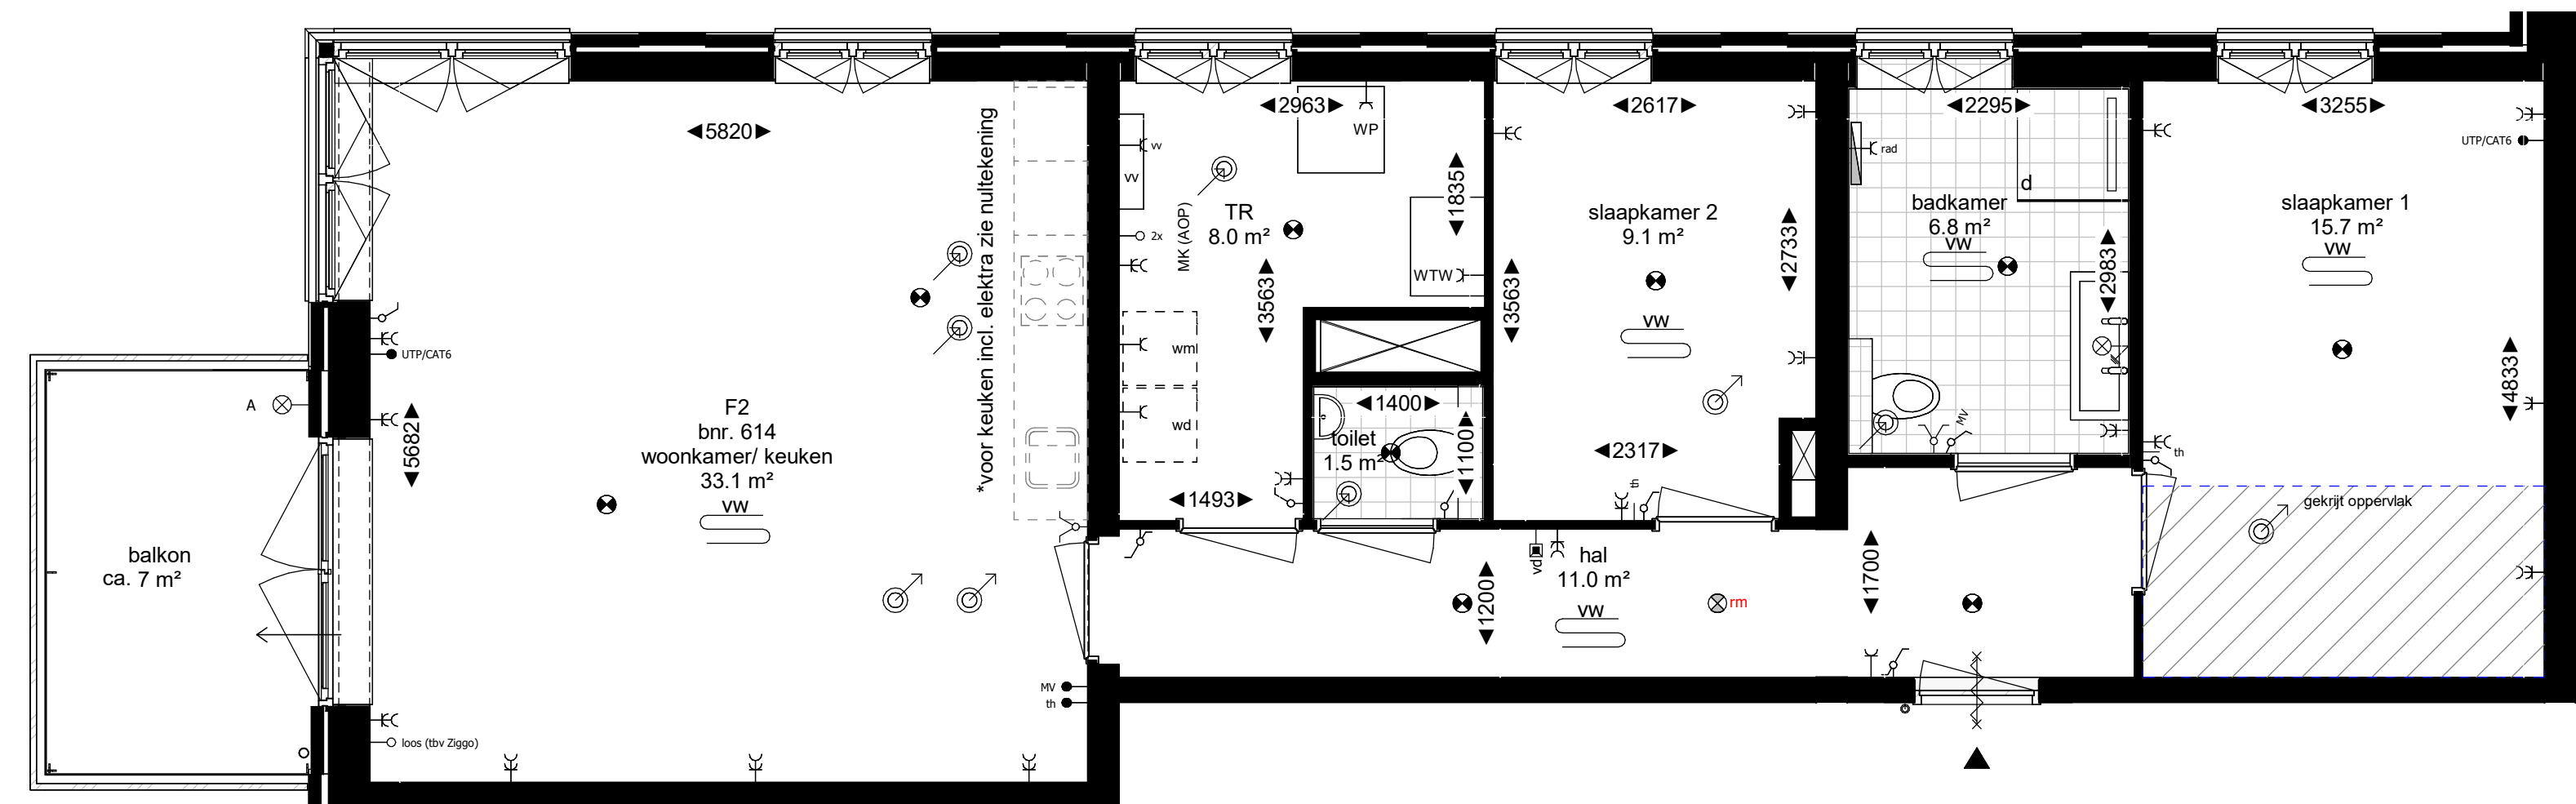 5820
*voor keuken incl. elektra zie nultekening
UTP/CAT6
5682
F2
bnr. 614
woonkamer/ keuken
33.1 m²
vw
A
balkon
ca. 7 m²
loos (tbv Ziggo)
MV
th
2963
WP
vv
vv
2x
MK (AOP)
TR
8.0 m²
1835
WTW
3563
wm
wd
1493
1400
toilet
1.5 m²
1100
2617
slaapkamer 2
9.1 m²
2733
3563
vw
2317
th
vd
hal
11.0 m²
vw
1200
rm
1700
2295
rad
d
badkamer
6.8 m²
vw
2983
MV
3255
UTP/CAT6
slaapkamer 1
15.7 m²
vw
4833
th
gekrijt oppervlak